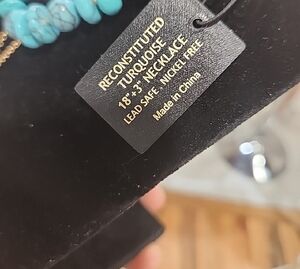 RECONSTITUTED
TURQUOISE
18"+3" NECKLACE
LEAD SAFE . NICKEL FREE
Made in China